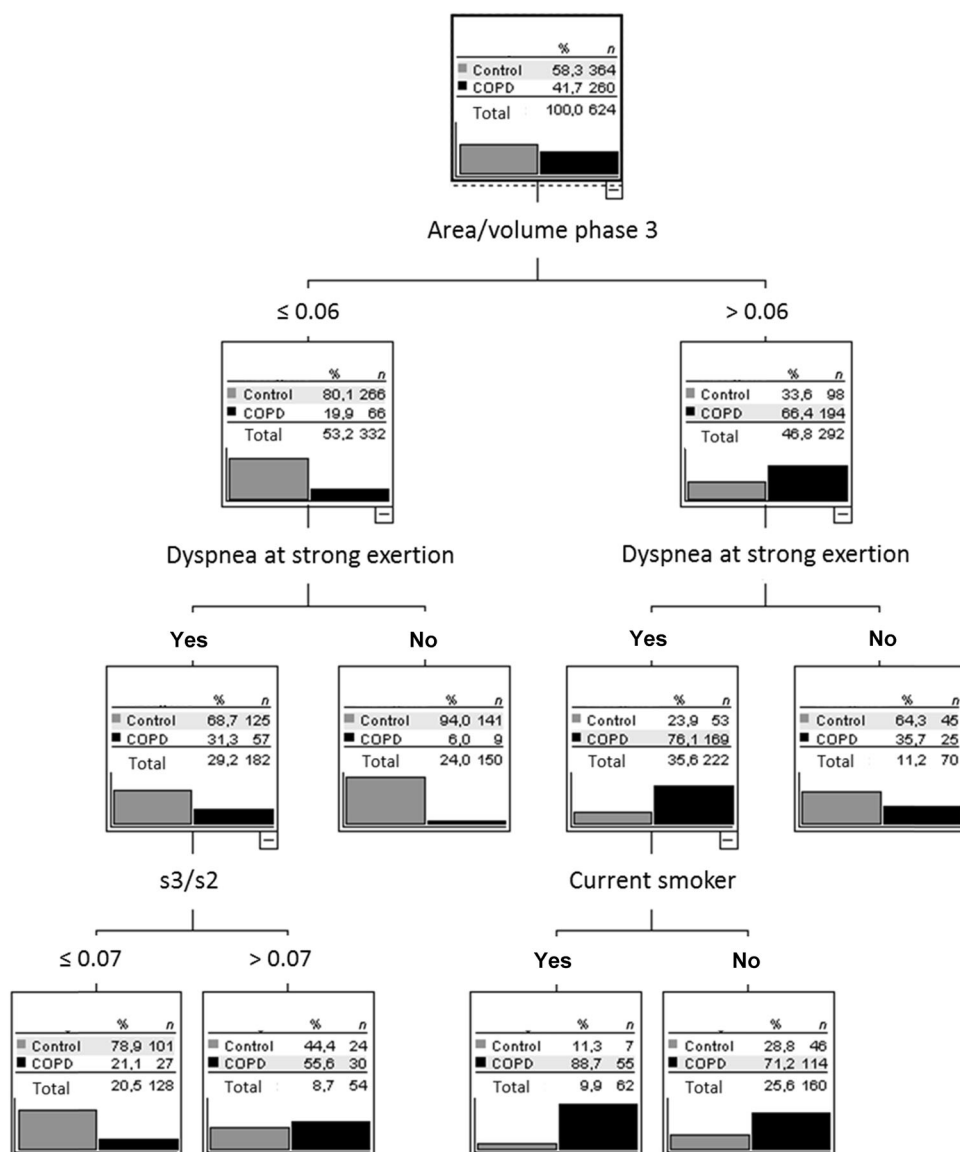 % n
Control 58,3 364
COPD 41,7 260
Total 100,0 624
Area/volume phase 3
≤ 0.06
> 0.06
% n
Control 80,1 266
COPD 19,9 66
Total 53,2 332
% n
Control 33,6 98
COPD 66,4 194
Total 46,8 292
Dyspnea at strong exertion
Dyspnea at strong exertion
Yes
No
Yes
No
% n
Control 68,7 125
COPD 31,3 57
Total 29,2 182
% n
Control 94,0 141
COPD 6,0 9
Total 24,0 150
% n
Control 23,9 53
COPD 76,1 169
Total 35,6 222
% n
Control 64,3 45
COPD 35,7 25
Total 11,2 70
s3/s2
Current smoker
≤ 0.07
> 0.07
Yes
No
% n
Control 78,9 101
COPD 21,1 27
Total 20,5 128
% n
Control 44,4 24
COPD 55,6 30
Total 8,7 54
% n
Control 11,3 7
COPD 88,7 55
Total 9,9 62
% n
Control 28,8 46
COPD 71,2 114
Total 25,6 160